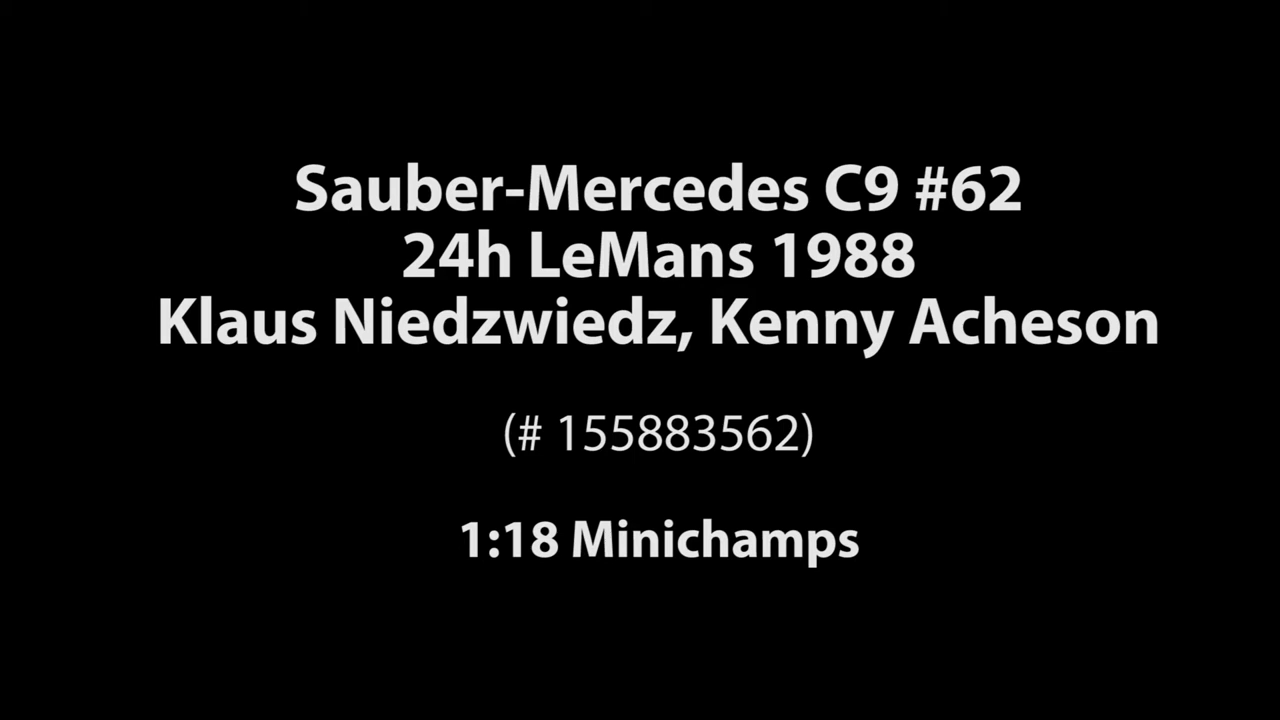 Sauber-Mercedes C9 #62
24h LeMans 1988
Klaus Niedzwiedz, Kenny Acheson
(# 155883562)
1:18 Minichamps